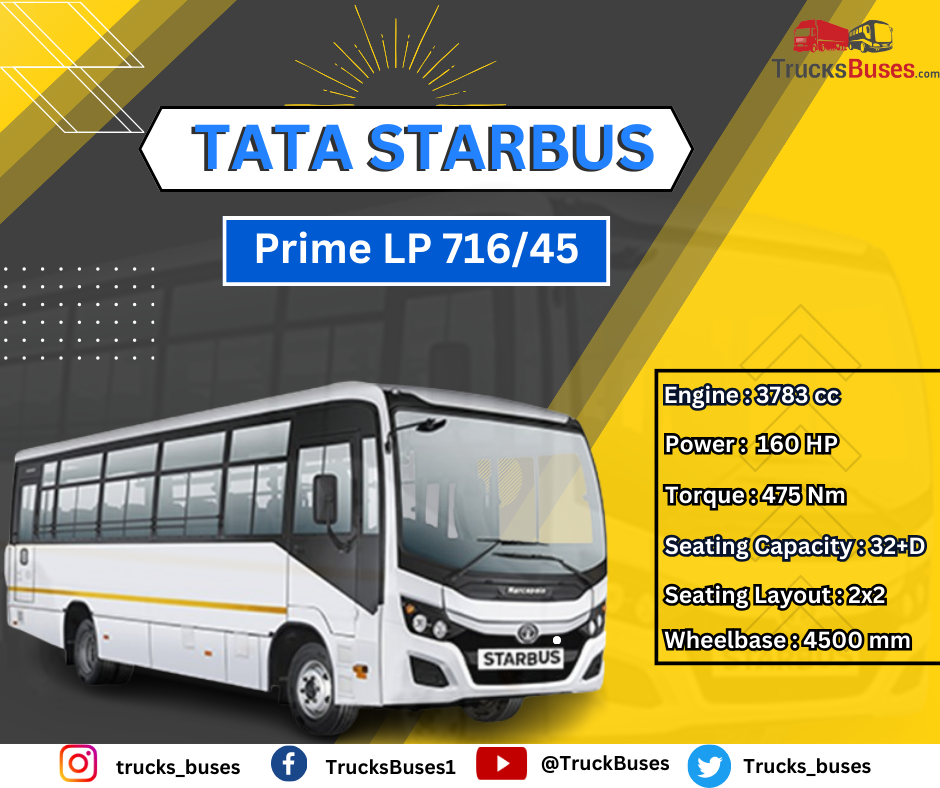 TrucksBuses.com
TATA STARBUS
Prime LP 716/45
Engine : 3783 cc
Power : 160 HP
Torque : 475 Nm
Seating Capacity : 32+D
Seating Layout : 2x2
Wheelbase : 4500 mm
Marcopolo
STARBUS
trucks_buses
TrucksBuses1
@TruckBuses
Trucks_buses